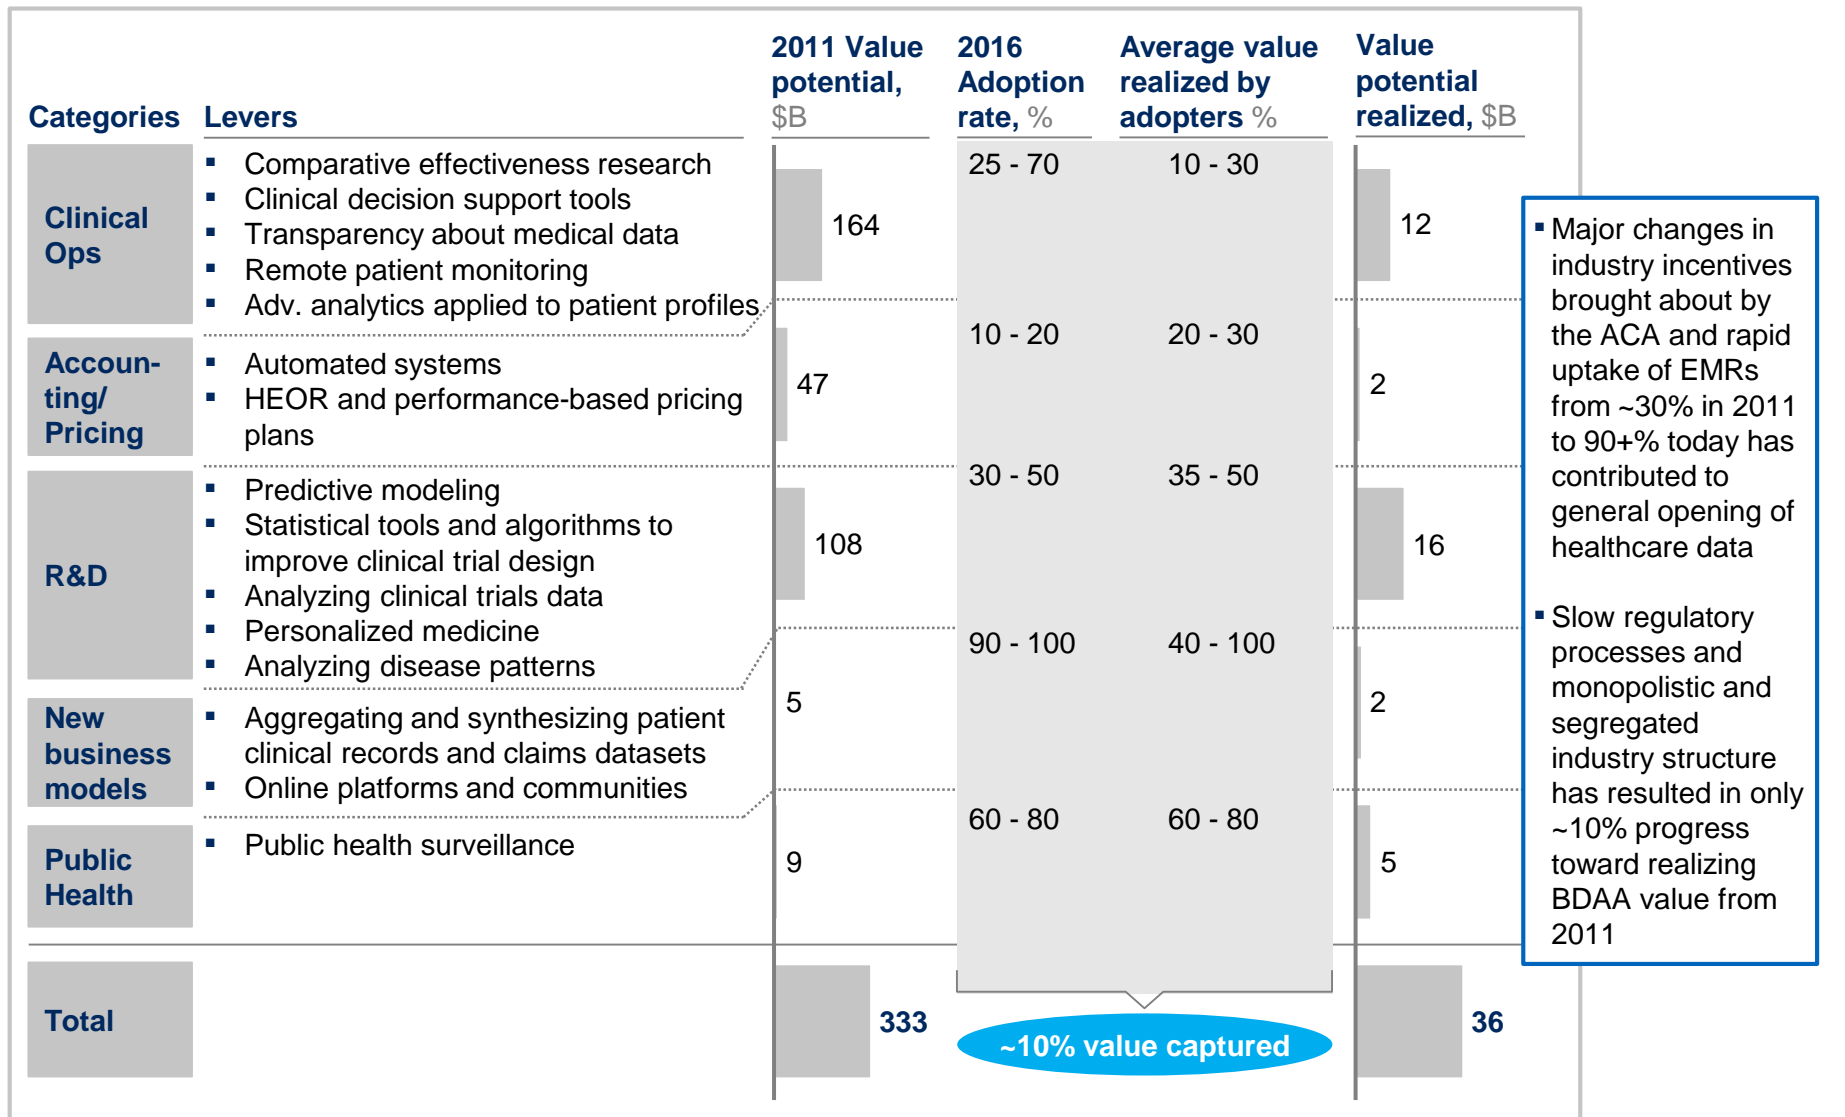 Categories
Levers
2011 Value
potential,
$B
2016
Adoption
rate, %
Average value
realized by
adopters %
Value
potential
realized, $B
Clinical
Ops
▪ Comparative effectiveness research
▪ Clinical decision support tools
▪ Transparency about medical data
▪ Remote patient monitoring
▪ Adv. analytics applied to patient profiles
164
25 - 70
10 - 30
12
Accoun-
ting/
Pricing
▪ Automated systems
▪ HEOR and performance-based pricing
plans
47
10 - 20
20 - 30
2
R&D
▪ Predictive modeling
▪ Statistical tools and algorithms to
improve clinical trial design
▪ Analyzing clinical trials data
▪ Personalized medicine
▪ Analyzing disease patterns
108
30 - 50
35 - 50
16
New
business
models
▪ Aggregating and synthesizing patient
clinical records and claims datasets
▪ Online platforms and communities
5
90 - 100
40 - 100
2
Public
Health
▪ Public health surveillance
9
60 - 80
60 - 80
5
Total
333
~10% value captured
36
▪ Major changes in
industry incentives
brought about by
the ACA and rapid
uptake of EMRs
from ~30% in 2011
to 90+% today has
contributed to
general opening of
healthcare data
▪ Slow regulatory
processes and
monopolistic and
segregated
industry structure
has resulted in only
~10% progress
toward realizing
BDAA value from
2011